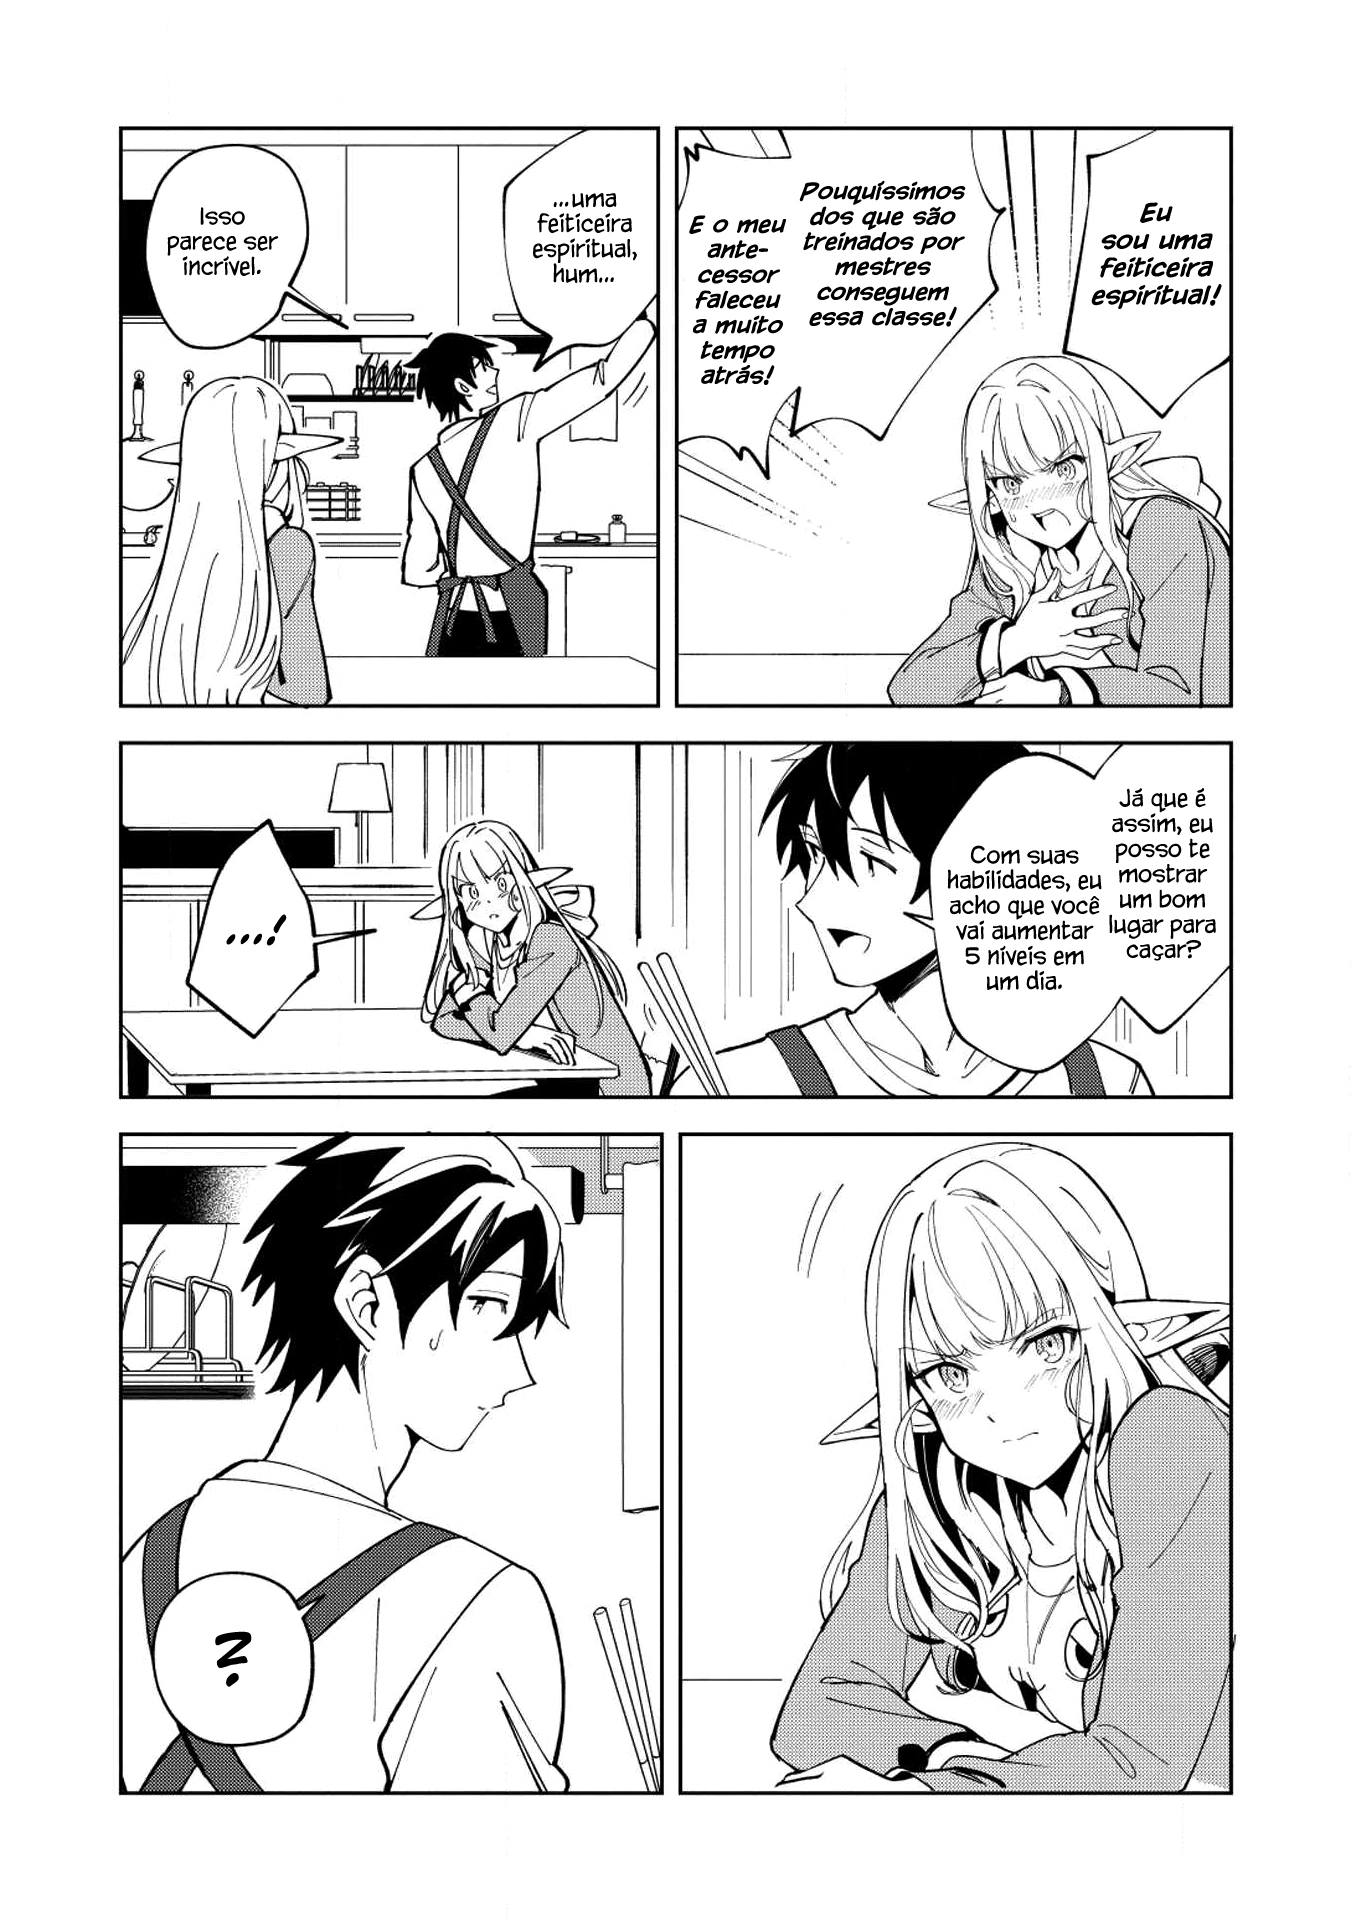 Eu
sou uma
feiticeira
espiritual!
Pouquíssimos
dos que são
treinados por
mestres
conseguem
essa classe!
E o meu
ante-
cessor
faleceu
a muito
tempo
atrás!
...uma
feiticeira
espiritual,
hum...
Isso
parece ser
incrível.
Já que é
assim, eu
posso te
mostrar
um bom
lugar para
caçar?
Com suas
habilidades, eu
acho que você
vai aumentar
5 níveis em
um dia.
....!
?